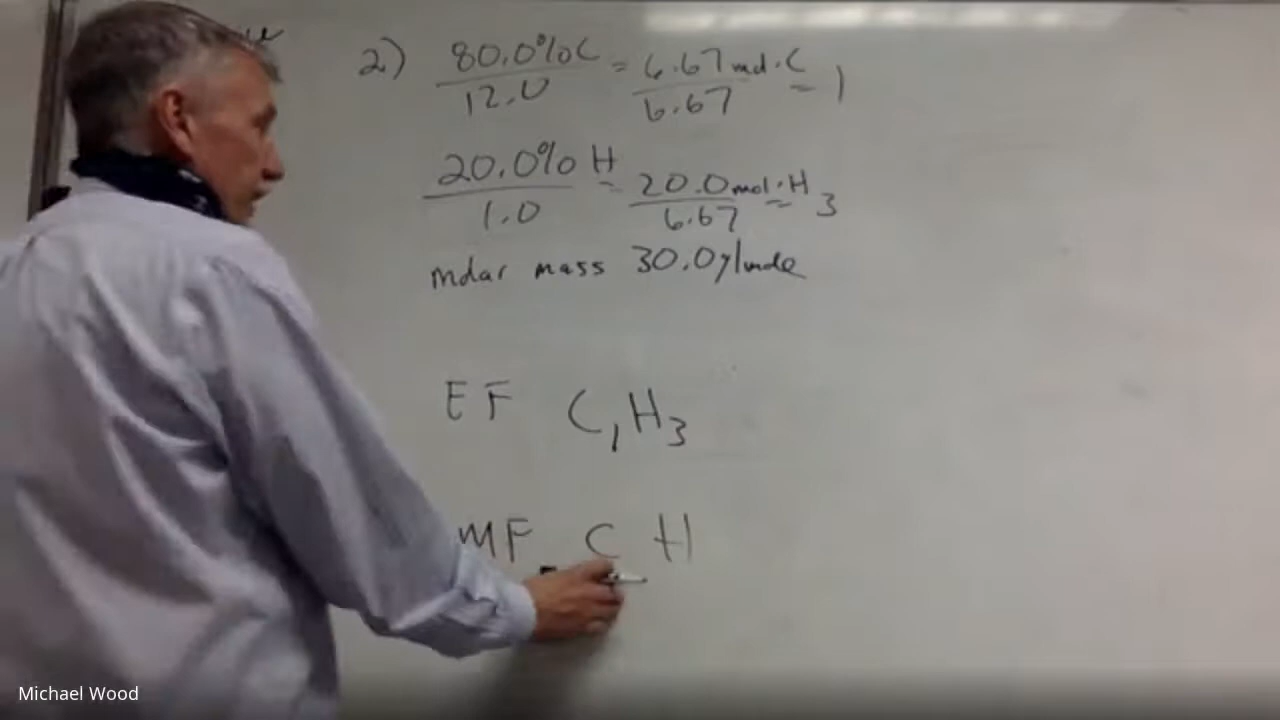 2) 80.0%C = 6.67 mol.C = 1
12.0 6.67
20.0% H = 20.0 mol.H = 3
1.0 6.67
molar mass 30.0g/mole
EF C₁H₃
MF C H
Michael Wood